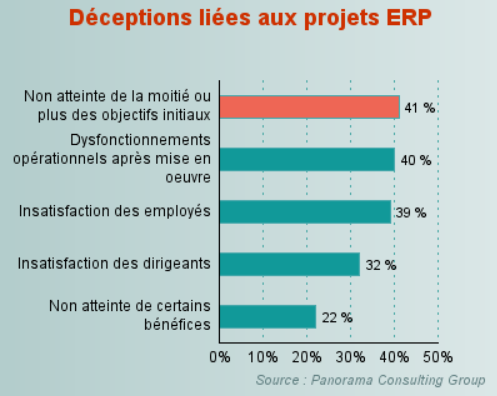 Déceptions liées aux projets ERP
Non atteinte de la moitié ou
plus des objectifs initiaux
41 %
Dysfonctionnements
opérationnels après mise en
oeuvre
40 %
Insatisfaction des employés
39 %
Insatisfaction des dirigeants
32 %
Non atteinte de certains
bénéfices
22 %
0% 10% 20% 30% 40% 50%
Source : Panorama Consulting Group